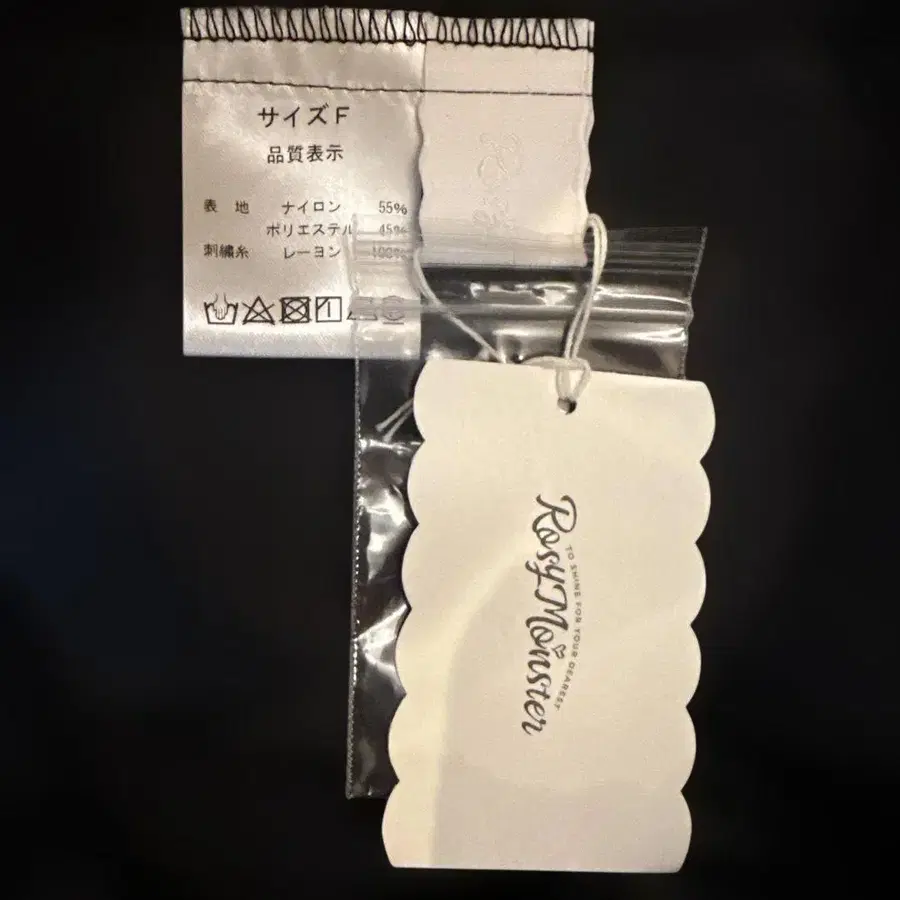 サイズF
品質表示
表 地 ナイロン 55%
ポリエステル 45%
刺繍糸 レーヨン 100%
RosyMonster
TO SHINE FOR YOUR DEAREST